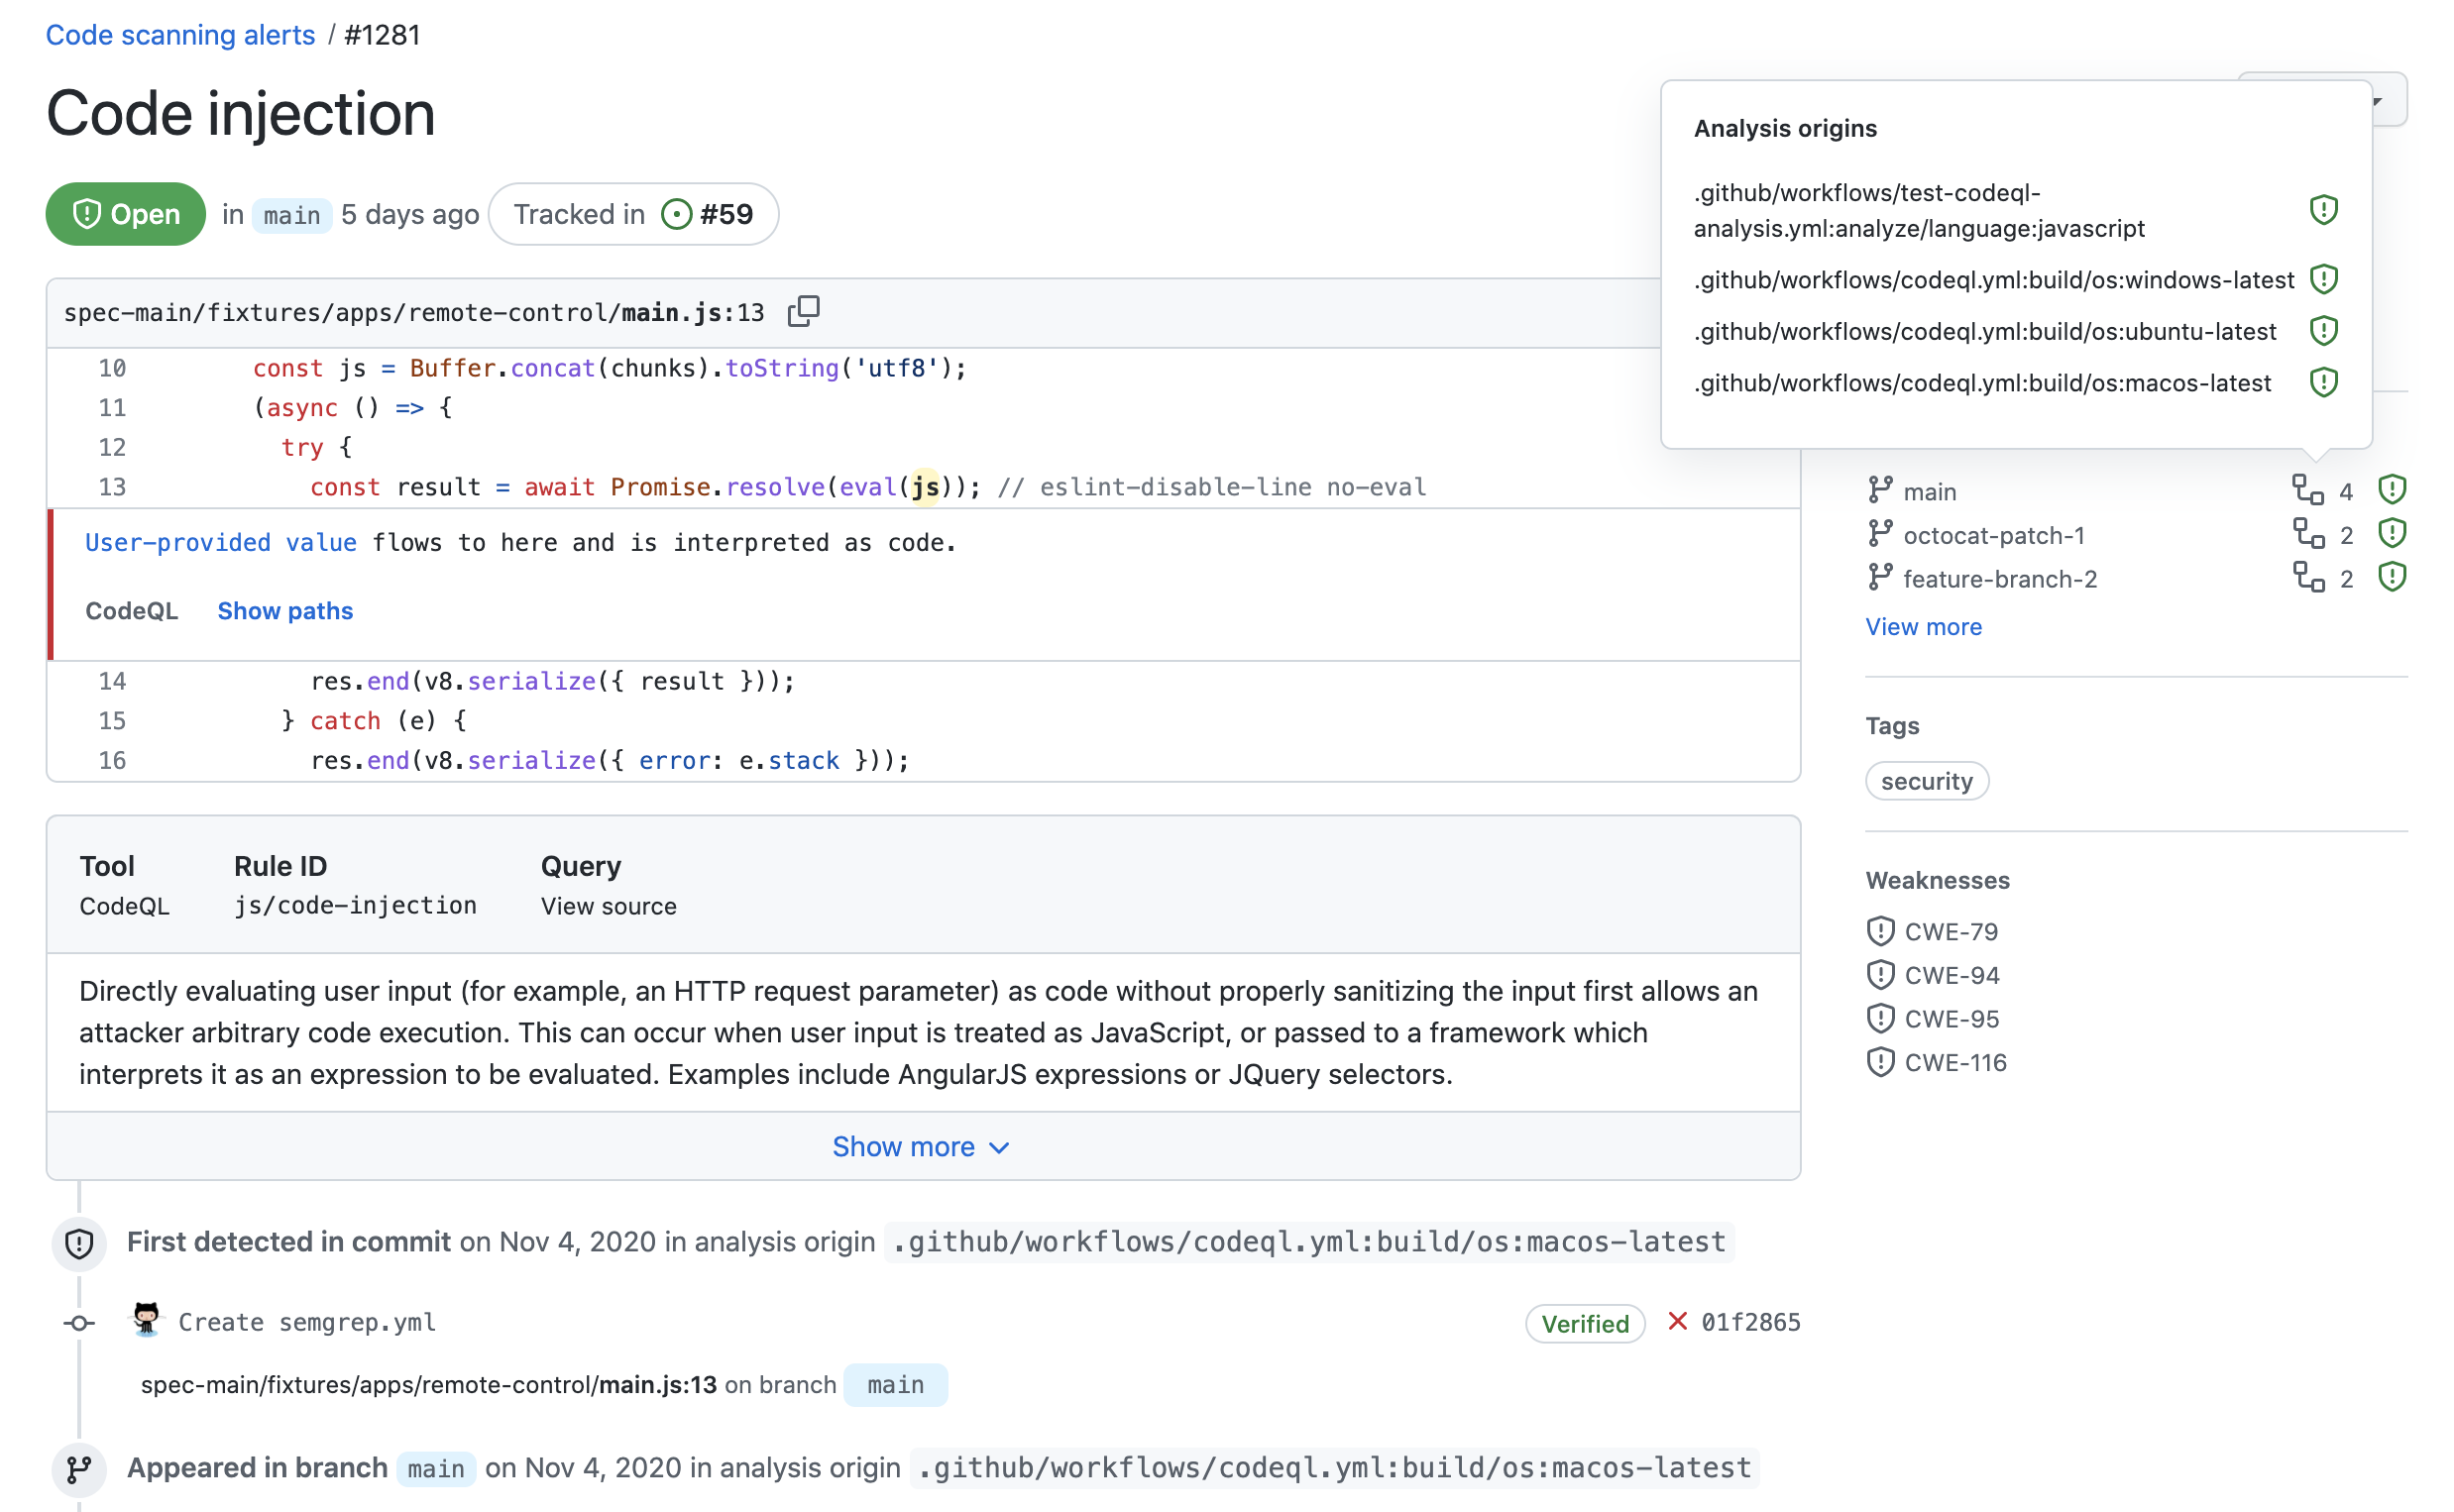 Code scanning alerts / #1281
Code injection
Open in main 5 days ago Tracked in #59
spec-main/fixtures/apps/remote-control/main.js:13
10 const js = Buffer.concat(chunks).toString('utf8');
11 (async () => {
12 try {
13 const result = await Promise.resolve(eval(js)); // eslint-disable-line no-eval
User-provided value flows to here and is interpreted as code.
CodeQL Show paths
14 res.end(v8.serialize({ result }));
15 } catch (e) {
16 res.end(v8.serialize({ error: e.stack }));
Tool Rule ID Query
CodeQL js/code-injection View source
Directly evaluating user input (for example, an HTTP request parameter) as code without properly sanitizing the input first allows an
attacker arbitrary code execution. This can occur when user input is treated as JavaScript, or passed to a framework which
interprets it as an expression to be evaluated. Examples include AngularJS expressions or JQuery selectors.
Show more
First detected in commit on Nov 4, 2020 in analysis origin .github/workflows/codeql.yml:build/os:macos-latest
Create semgrep.yml Verified 01f2865
spec-main/fixtures/apps/remote-control/main.js:13 on branch main
Appeared in branch main on Nov 4, 2020 in analysis origin .github/workflows/codeql.yml:build/os:macos-latest
Analysis origins
.github/workflows/test-codeql-
analysis.yml:analyze/language:javascript
.github/workflows/codeql.yml:build/os:windows-latest
.github/workflows/codeql.yml:build/os:ubuntu-latest
.github/workflows/codeql.yml:build/os:macos-latest
main 4
octocat-patch-1 2
feature-branch-2 2
View more
Tags
security
Weaknesses
CWE-79
CWE-94
CWE-95
CWE-116